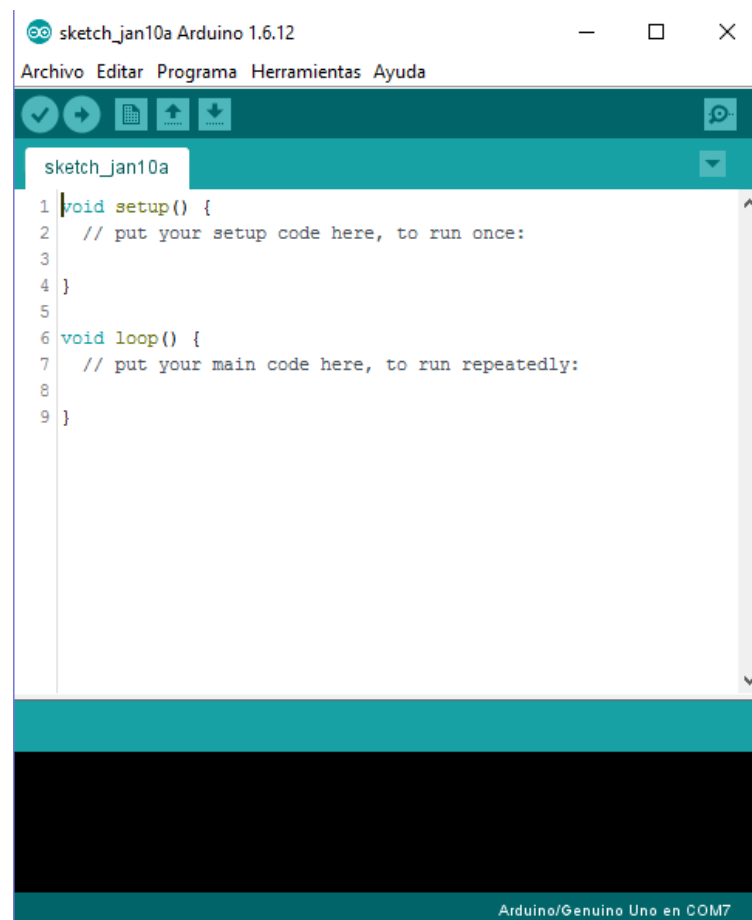 sketch_jan10a Arduino 1.6.12
Archivo Editar Programa Herramientas Ayuda
sketch_jan10a
1 void setup() {
2   // put your setup code here, to run once:
3
4 }
5
6 void loop() {
7   // put your main code here, to run repeatedly:
8
9 }
Arduino/Genuino Uno en COM7